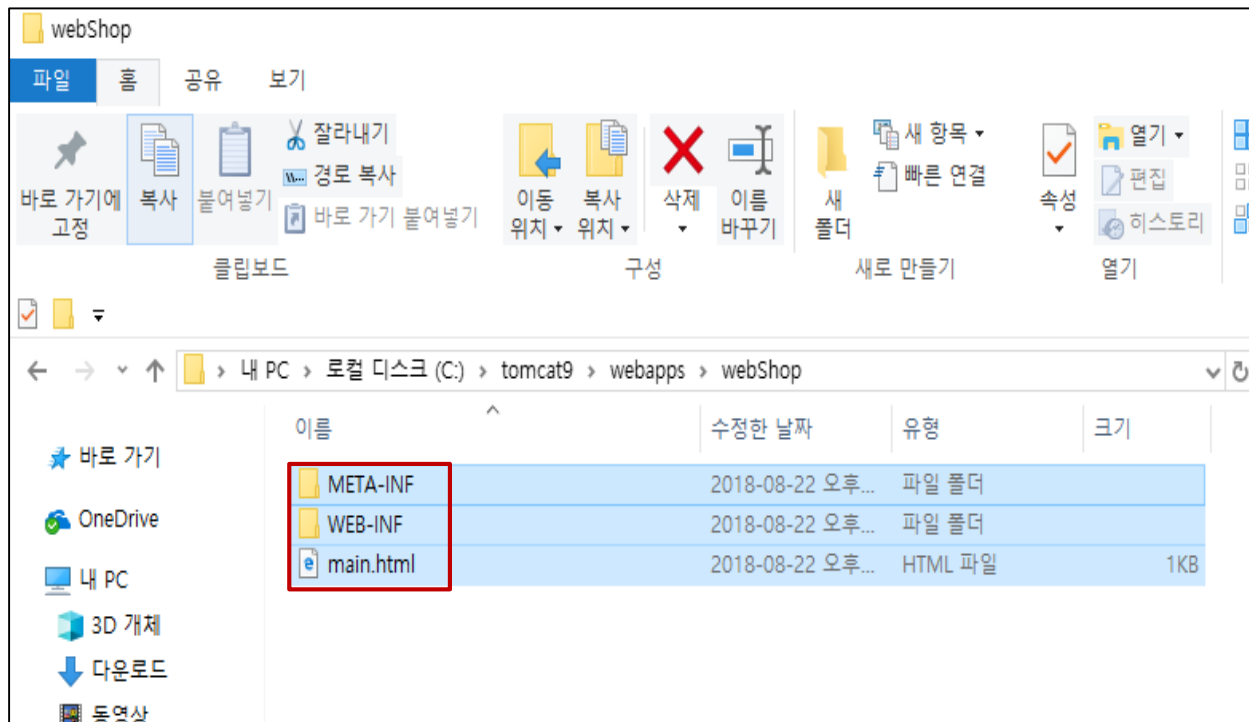 webShop
파일 홈 공유 보기
바로 가기에
고정
복사
붙여넣기
잘라내기
경로 복사
바로 가기 붙여넣기
클립보드
이동
위치
복사
위치
삭제
이름
바꾸기
구성
새
폴더
새 항목
빠른 연결
새로 만들기
속성
열기
편집
히스토리
열기
내 PC > 로컬 디스크 (C:) > tomcat9 > webapps > webShop
이름 수정한 날짜 유형 크기
META-INF 2018-08-22 오후... 파일 폴더
WEB-INF 2018-08-22 오후... 파일 폴더
main.html 2018-08-22 오후... HTML 파일 1KB
바로 가기
OneDrive
내 PC
3D 개체
다운로드
동영상